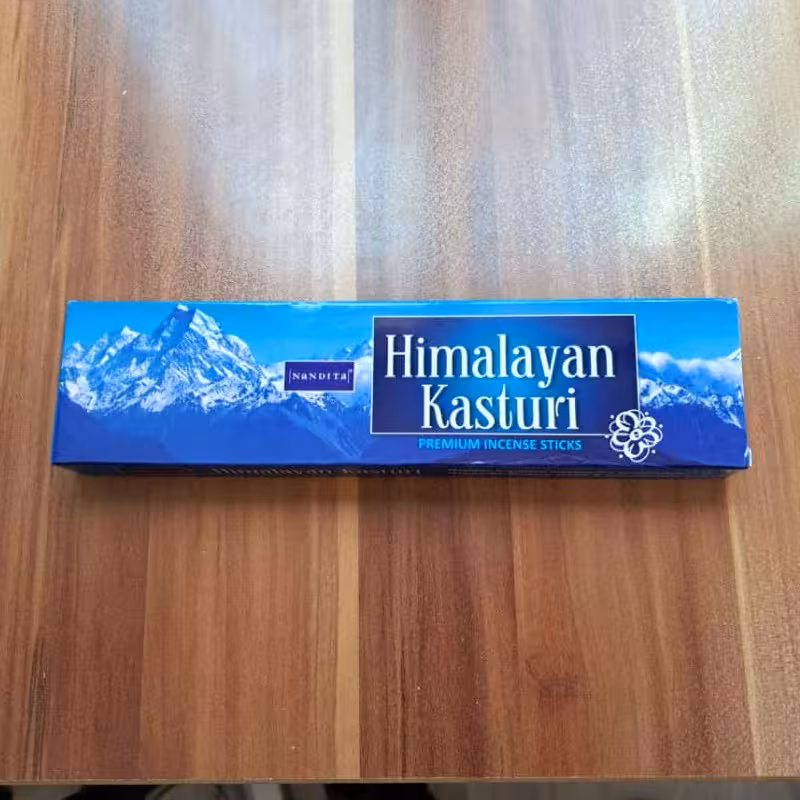 NANDITA
Himalayan
Kasturi
PREMIUM INCENSE STICKS
Himalayan Kasturi